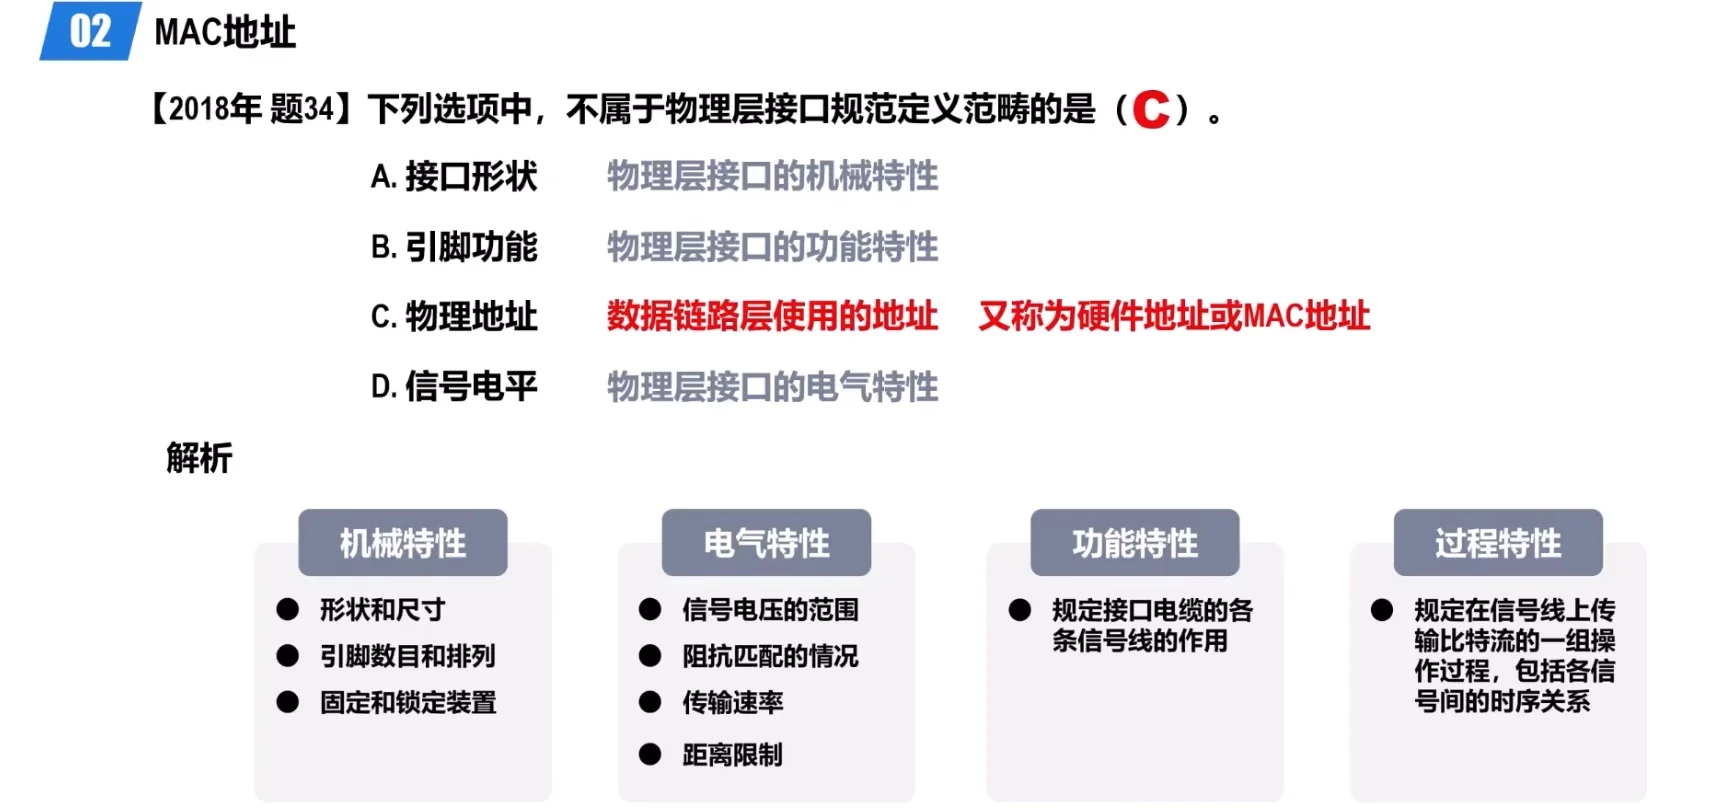 02 MAC地址
【2018年 题34】下列选项中，不属于物理层接口规范定义范畴的是（C）。
A. 接口形状 物理层接口的机械特性
B. 引脚功能 物理层接口的功能特性
C. 物理地址 数据链路层使用的地址 又称为硬件地址或MAC地址
D. 信号电平 物理层接口的电气特性
解析
机械特性
● 形状和尺寸
● 引脚数目和排列
● 固定和锁定装置
电气特性
● 信号电压的范围
● 阻抗匹配的情况
● 传输速率
● 距离限制
功能特性
● 规定接口电缆的各
条信号线的作用
过程特性
● 规定在信号线上传
输比特流的一组操
作过程，包括各信
号间的时序关系